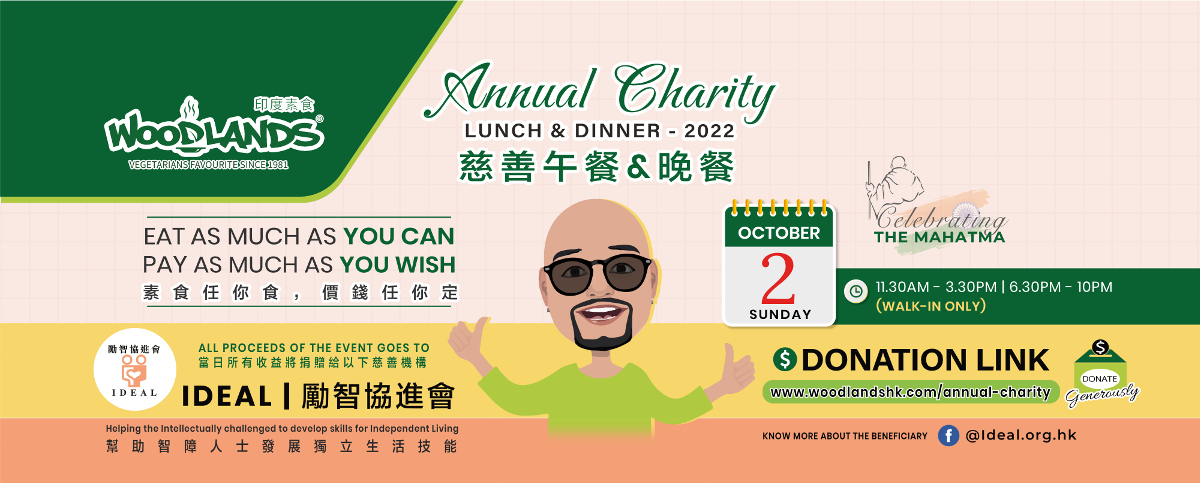 印度素食
WOODLANDS®
VEGETARIANS FAVOURITE SINCE 1981
Annual Charity
LUNCH & DINNER - 2022
慈善午餐&晚餐
EAT AS MUCH AS YOU CAN
PAY AS MUCH AS YOU WISH
素食任你食，價錢任你定
OCTOBER
2
SUNDAY
Celebrating
THE MAHATMA
11.30AM - 3.30PM | 6.30PM - 10PM
(WALK-IN ONLY)
勵智協進會
IDEAL
ALL PROCEEDS OF THE EVENT GOES TO
當日所有收益將捐贈給以下慈善機構
IDEAL | 勵智協進會
Helping the Intellectually challenged to develop skills for Independent Living
幫助智障人士發展獨立生活技能
$ DONATION LINK
www.woodlandshk.com/annual-charity
$
DONATE
Generously
KNOW MORE ABOUT THE BENEFICIARY f @Ideal.org.hk